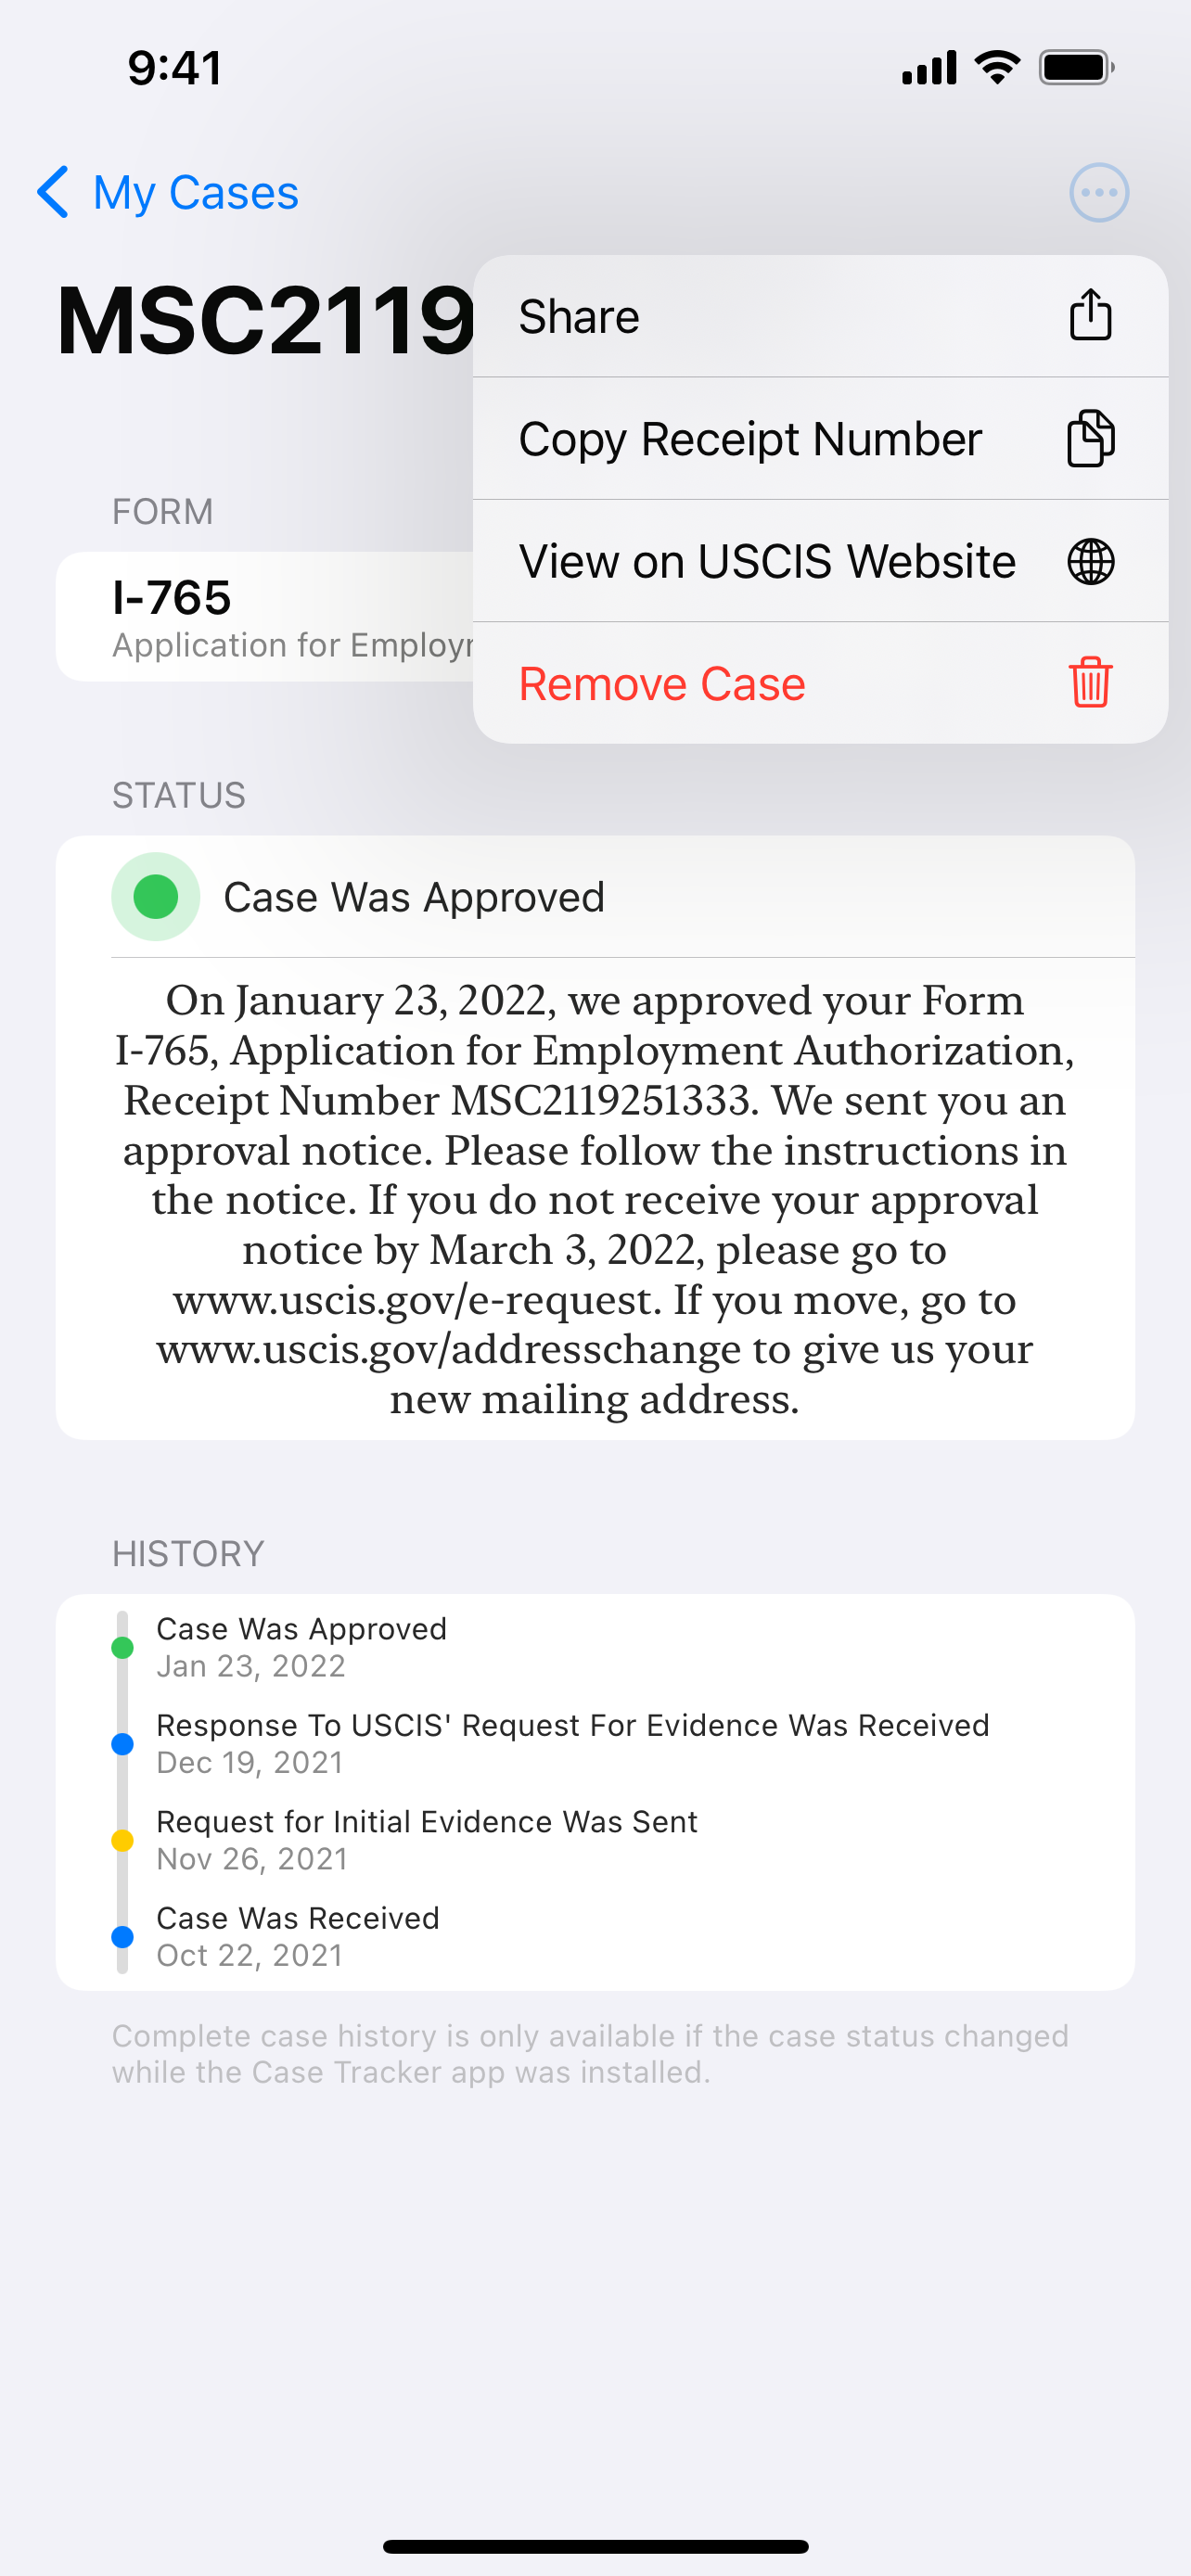 9:41
My Cases
MSC2119
Share
Copy Receipt Number
View on USCIS Website
Remove Case
FORM
I-765
Application for
STATUS
Case Was Approved
On January 23, 2022, we approved your Form
I-765, Application for Employment Authorization,
Receipt Number MSC2119251333. We sent you an
approval notice. Please follow the instructions in
the notice. If you do not receive your approval
notice by March 3, 2022, please go to
www.uscis.gov/e-request. If you move, go to
www.uscis.gov/addresschange to give us your
new mailing address.
HISTORY
Case Was Approved
Jan 23, 2022
Response To USCIS' Request For Evidence Was Received
Dec 19, 2021
Request for Initial Evidence Was Sent
Nov 26, 2021
Case Was Received
Oct 22, 2021
Complete case history is only available if the case status changed
while the Case Tracker app was installed.